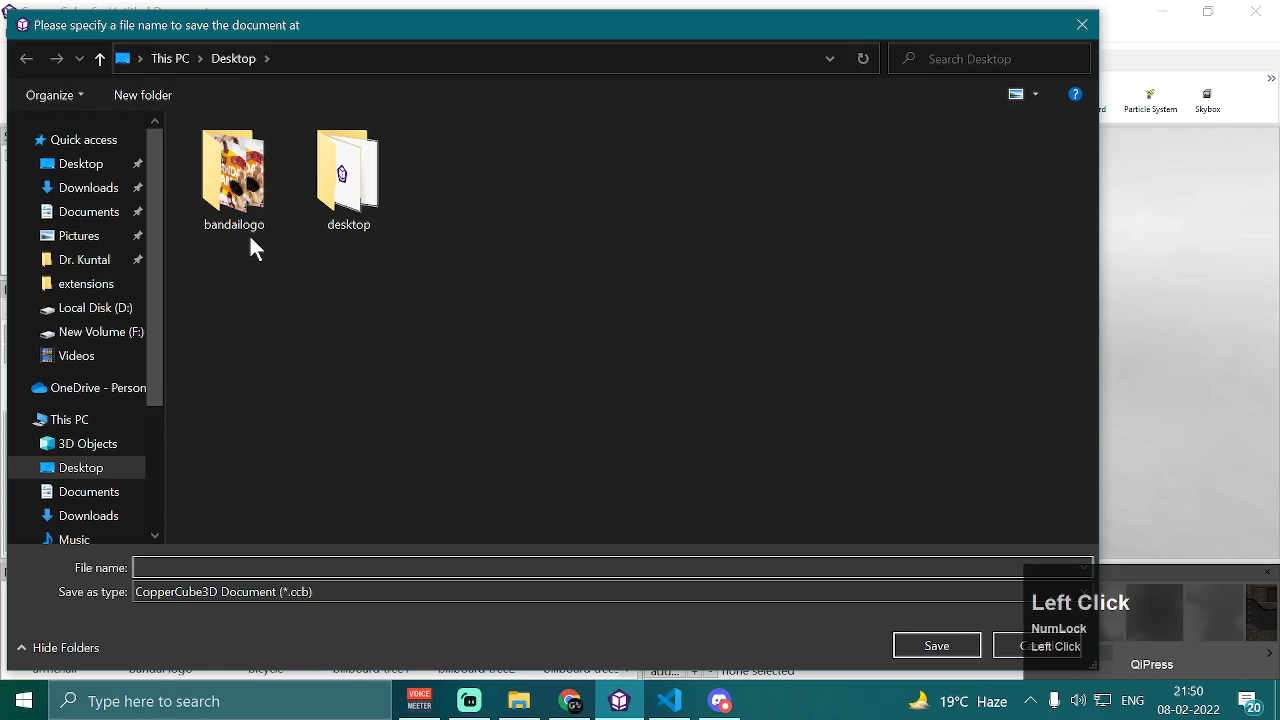 Please specify a file name to save the document at
This PC
Desktop
Search Desktop
Organize
New folder
Particle System
Skybox
Quick access
Desktop
Downloads
Documents
Pictures
Dr. Kuntal
extensions
Local Disk (D:)
New Volume (F:)
Videos
OneDrive - Person
This PC
3D Objects
Desktop
Documents
Downloads
Music
bandailogo
desktop
File name:
Save as type:
CopperCube3D Document (*.ccb)
Hide Folders
Save
Left Click
NumLock
Left Click
QiPress
add...
none selected
Type here to search
VOICE
MEETER
19°C Haze
ENG
21:50
08-02-2022
20